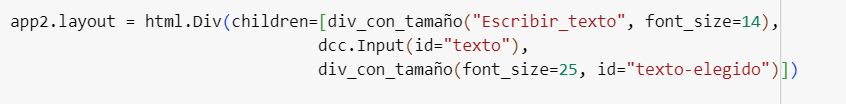 app2.layout = html.Div(children=[div_con_tamaño("Escribir_texto", font_size=14),
dcc.Input(id="texto"),
div_con_tamaño(font_size=25, id="texto-elegido")])